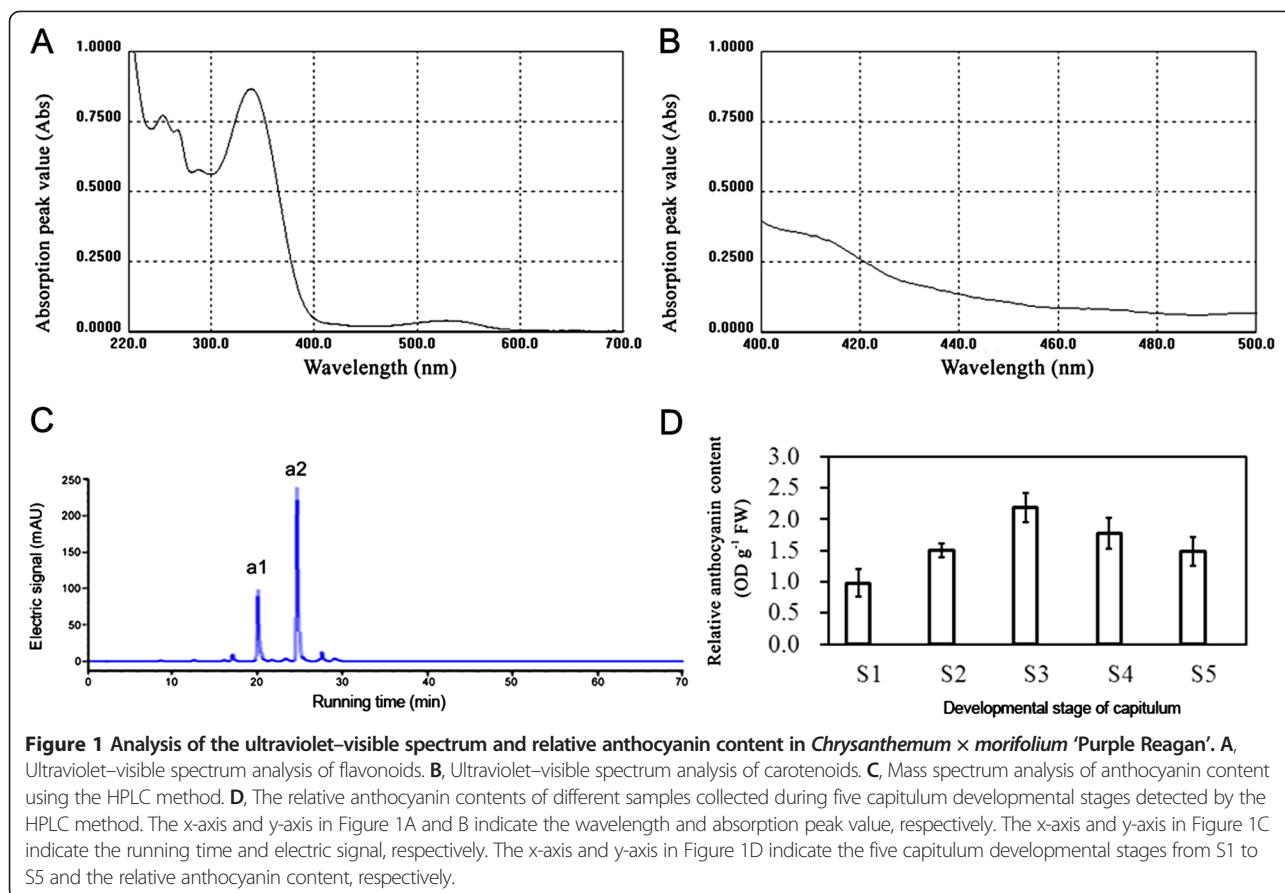 A
Absorption peak value (Abs)
1.0000
0.7500
0.5000
0.2500
0.0000
220.0 300.0 400.0 500.0 600.0 700.0
Wavelength (nm)
B
Absorption peak value (Abs)
1.0000
0.7500
0.5000
0.2500
0.0000
400.0 420.0 440.0 460.0 480.0 500.0
Wavelength (nm)
C
Electric signal (mAU)
250
200
150
100
50
0
a1
a2
0 10 20 30 40 50 60 70
Running time (min)
D
Relative anthocyanin content
(OD g⁻¹ FW)
3.0
2.5
2.0
1.5
1.0
0.5
0.0
S1 S2 S3 S4 S5
Developmental stage of capitulum
Figure 1 Analysis of the ultraviolet–visible spectrum and relative anthocyanin content in Chrysanthemum × morifolium ‘Purple Reagan’. A,
Ultraviolet–visible spectrum analysis of flavonoids. B, Ultraviolet–visible spectrum analysis of carotenoids. C, Mass spectrum analysis of anthocyanin content
using the HPLC method. D, The relative anthocyanin contents of different samples collected during five capitulum developmental stages detected by the
HPLC method. The x-axis and y-axis in Figure 1A and B indicate the wavelength and absorption peak value, respectively. The x-axis and y-axis in Figure 1C
indicate the running time and electric signal, respectively. The x-axis and y-axis in Figure 1D indicate the five capitulum developmental stages from S1 to
S5 and the relative anthocyanin content, respectively.